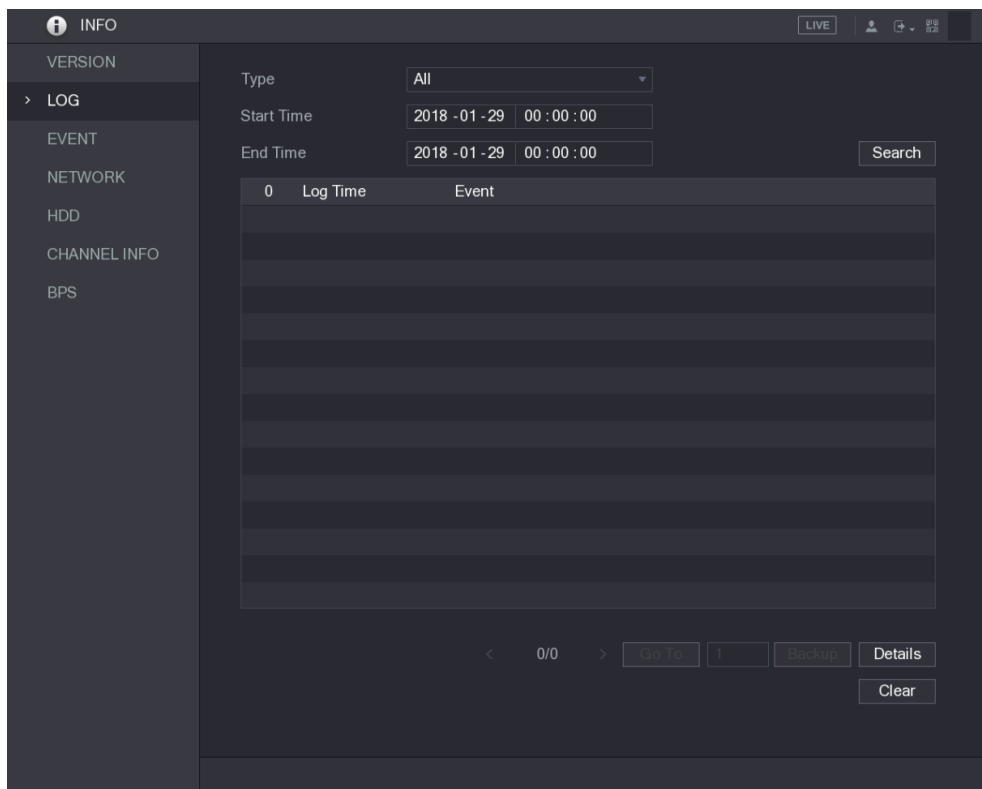 INFO LIVE
VERSION
LOG
EVENT
NETWORK
HDD
CHANNEL INFO
BPS
Type All
Start Time 2018 -01 -29 00 : 00 : 00
End Time 2018 -01 -29 00 : 00 : 00
Search
0 Log Time Event
< 0/0 > Go To 1 Backup Details
Clear